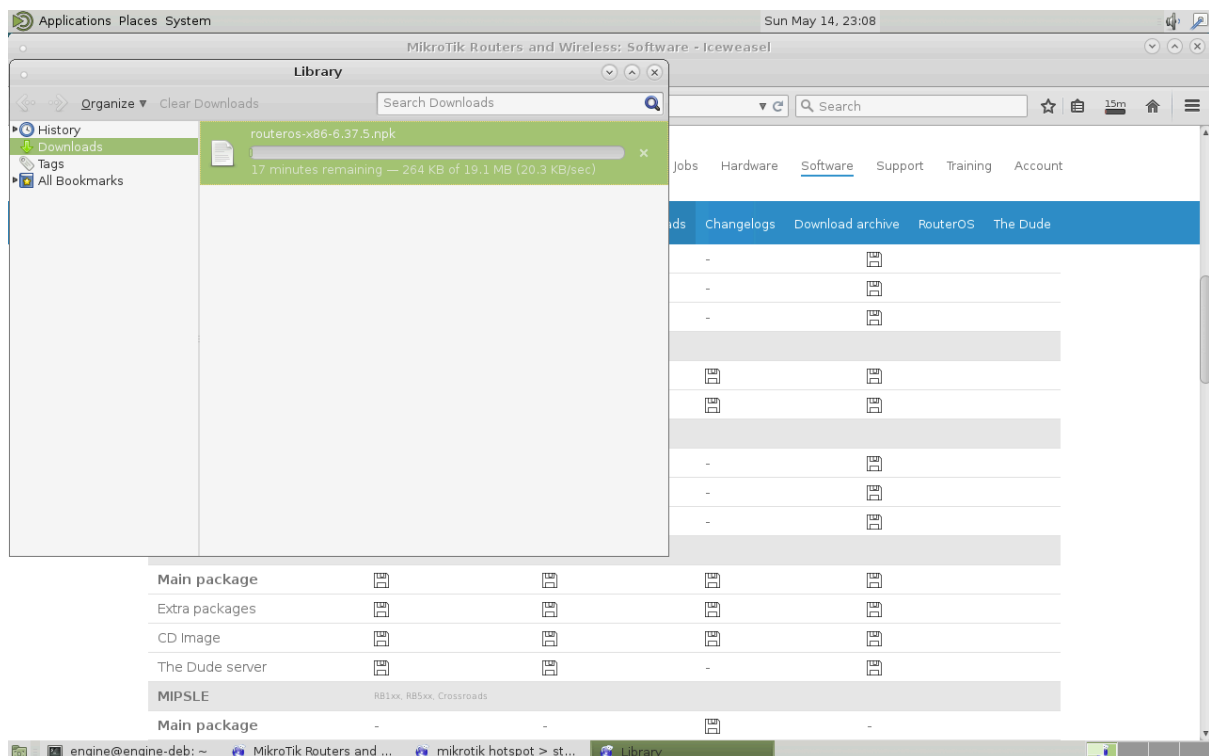 Applications Places System
Sun May 14, 23:08
MikroTik Routers and Wireless: Software - Iceweasel
Library
Organize
Clear Downloads
Search Downloads
Search
15m
History
Downloads
Tags
All Bookmarks
routeros-x86-6.37.5.npk
17 minutes remaining — 264 KB of 19.1 MB (20.3 KB/sec)
Jobs Hardware Software Support Training Account
ads Changelogs Download archive RouterOS The Dude
-
-
-
-
-
-
Main package
Extra packages
CD Image
The Dude server -
MIPSLE RB1xx, RB5xx, Crossroads
Main package - - -
engine@engine-deb: ~ MikroTik Routers and ... mikrotik hotspot > st... Library